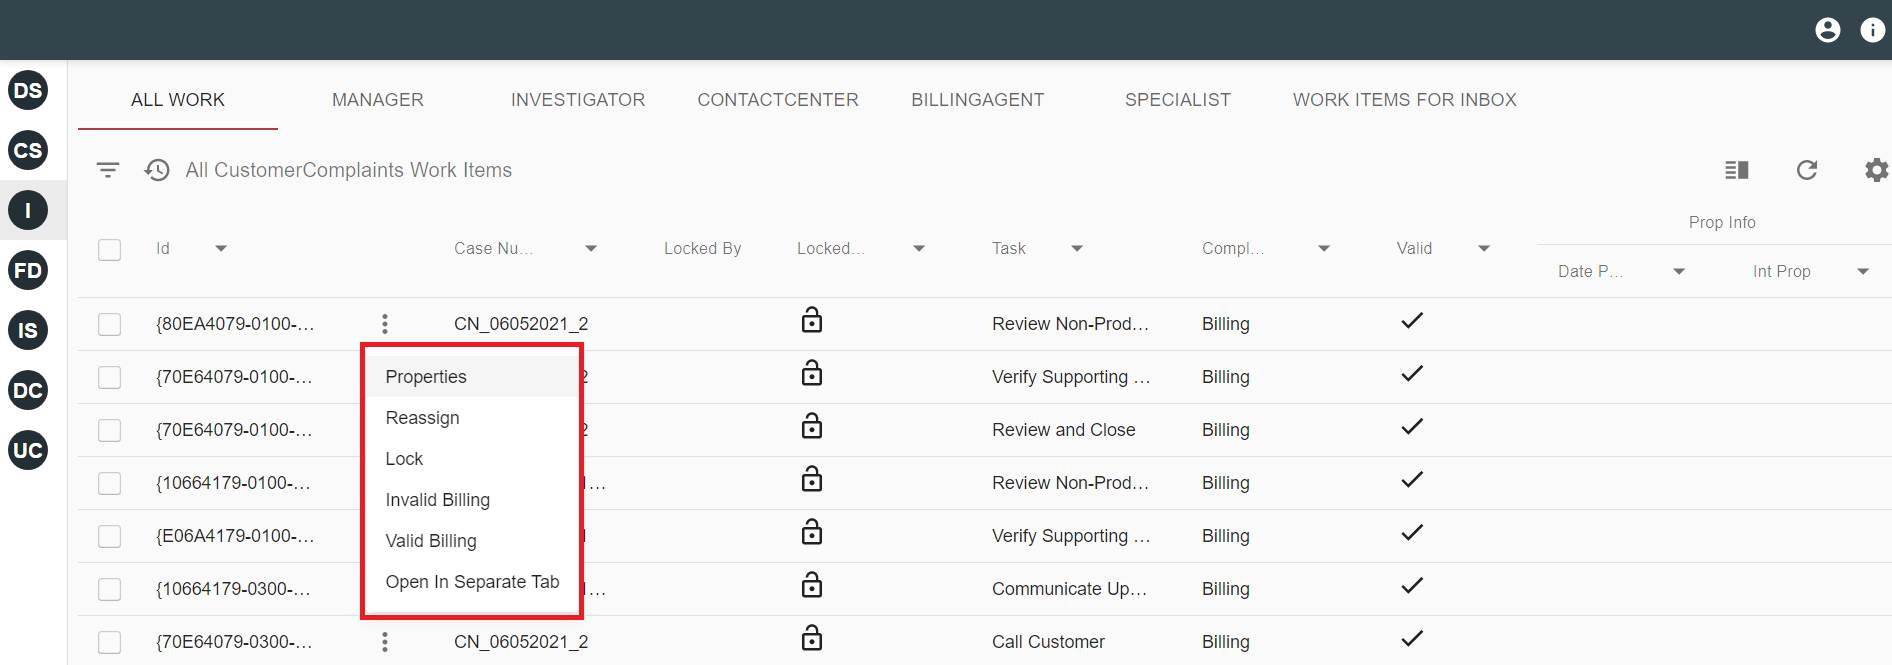 DS
CS
I
FD
IS
DC
UC
ALL WORK MANAGER INVESTIGATOR CONTACTCENTER BILLINGAGENT SPECIALIST WORK ITEMS FOR INBOX
All CustomerComplaints Work Items
Prop Info
Id Case Nu... Locked By Locked... Task Compl... Valid
Date P... Int Prop
{80EA4079-0100-... CN_06052021_2 Review Non-Prod... Billing
{70E64079-0100-... 2 Verify Supporting ... Billing
{70E64079-0100-... 2 Review and Close Billing
{10664179-0100-... 1... Review Non-Prod... Billing
{E06A4179-0100-... 1 Verify Supporting ... Billing
{10664179-0300-... 1... Communicate Up... Billing
{70E64079-0300-... CN_06052021_2 Call Customer Billing
Properties
Reassign
Lock
Invalid Billing
Valid Billing
Open In Separate Tab